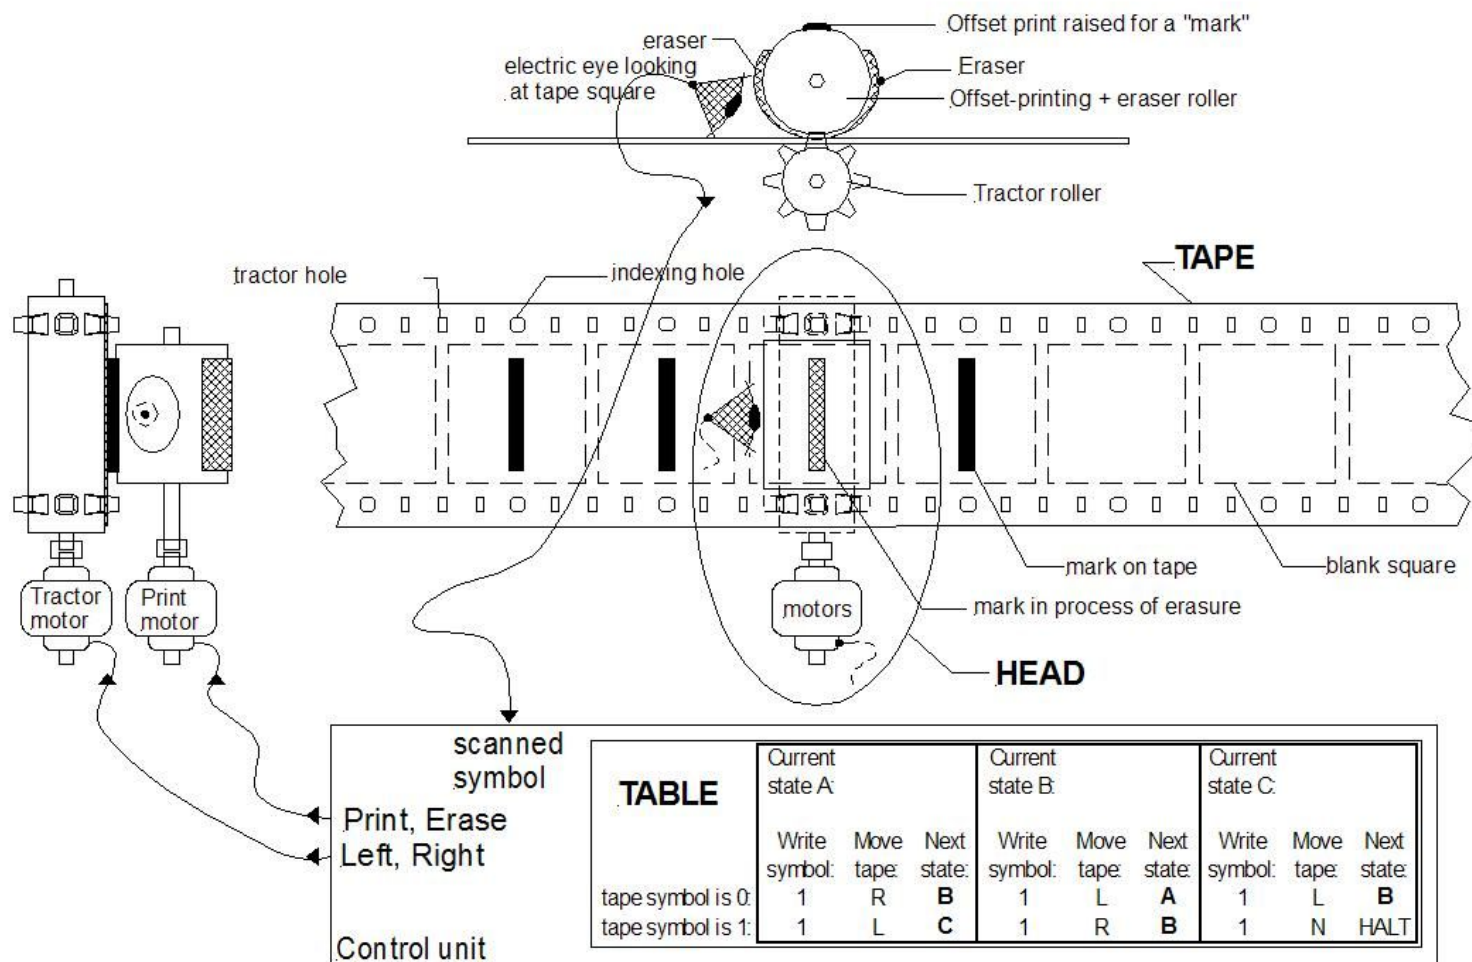 Offset print raised for a "mark"
eraser
electric eye looking
at tape square
Eraser
Offset-printing + eraser roller
Tractor roller
tractor hole
indexing hole
TAPE
mark on tape
blank square
Tractor
motor
Print
motor
motors
mark in process of erasure
HEAD
scanned
symbol
Print, Erase
Left, Right
Control unit
TABLE
Current Current Current
state A: state B: state C:
Write Move Next Write Move Next Write Move Next
symbol: tape: state: symbol: tape: state: symbol: tape: state:
tape symbol is 0: 1 R B 1 L A 1 L B
tape symbol is 1: 1 L C 1 R B 1 N HALT